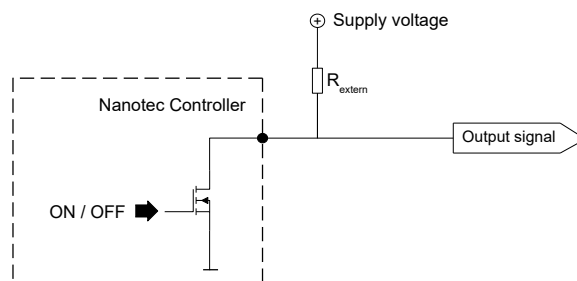 Supply voltage
R extern
Nanotec Controller
Output signal
ON / OFF